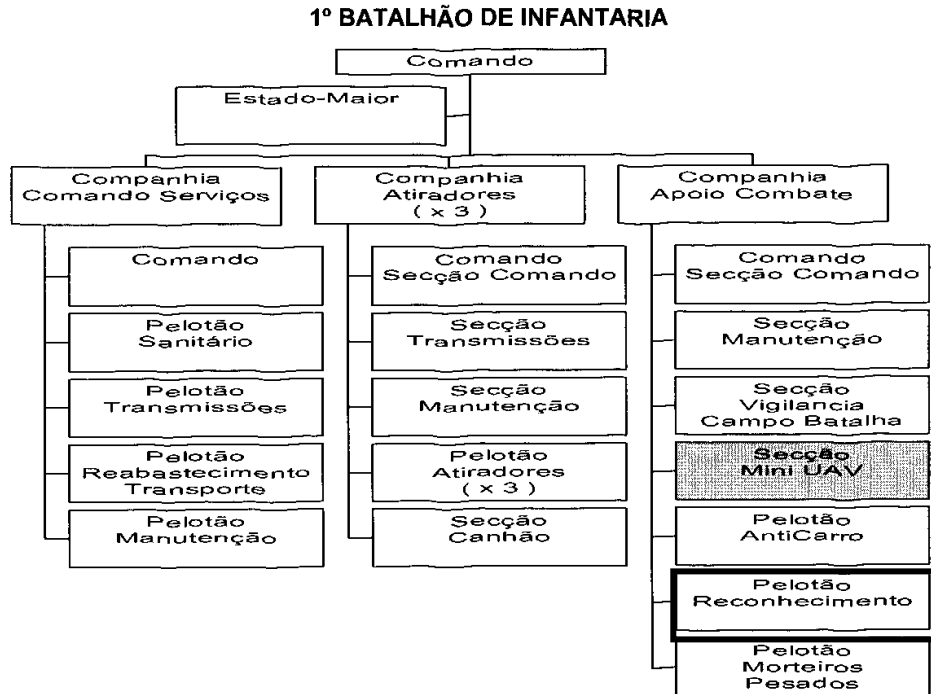 1º BATALHÃO DE INFANTARIA
Comando
Estado-Maior
Companhia
Comando Serviços
Companhia
Atiradores
( x 3 )
Companhia
Apoio Combate
Comando
Pelotão
Sanitário
Pelotão
Transmissões
Pelotão
Reabastecimento
Transporte
Pelotão
Manutenção
Comando
Secção Comando
Secção
Transmissões
Secção
Manutenção
Pelotão
Atiradores
( x 3 )
Secção
Canhão
Comando
Secção Comando
Secção
Manutenção
Secção
Vigilancia
Campo Batalha
Secção
Mini UAV
Pelotão
AntiCarro
Pelotão
Reconhecimento
Pelotão
Morteiros
Pesados